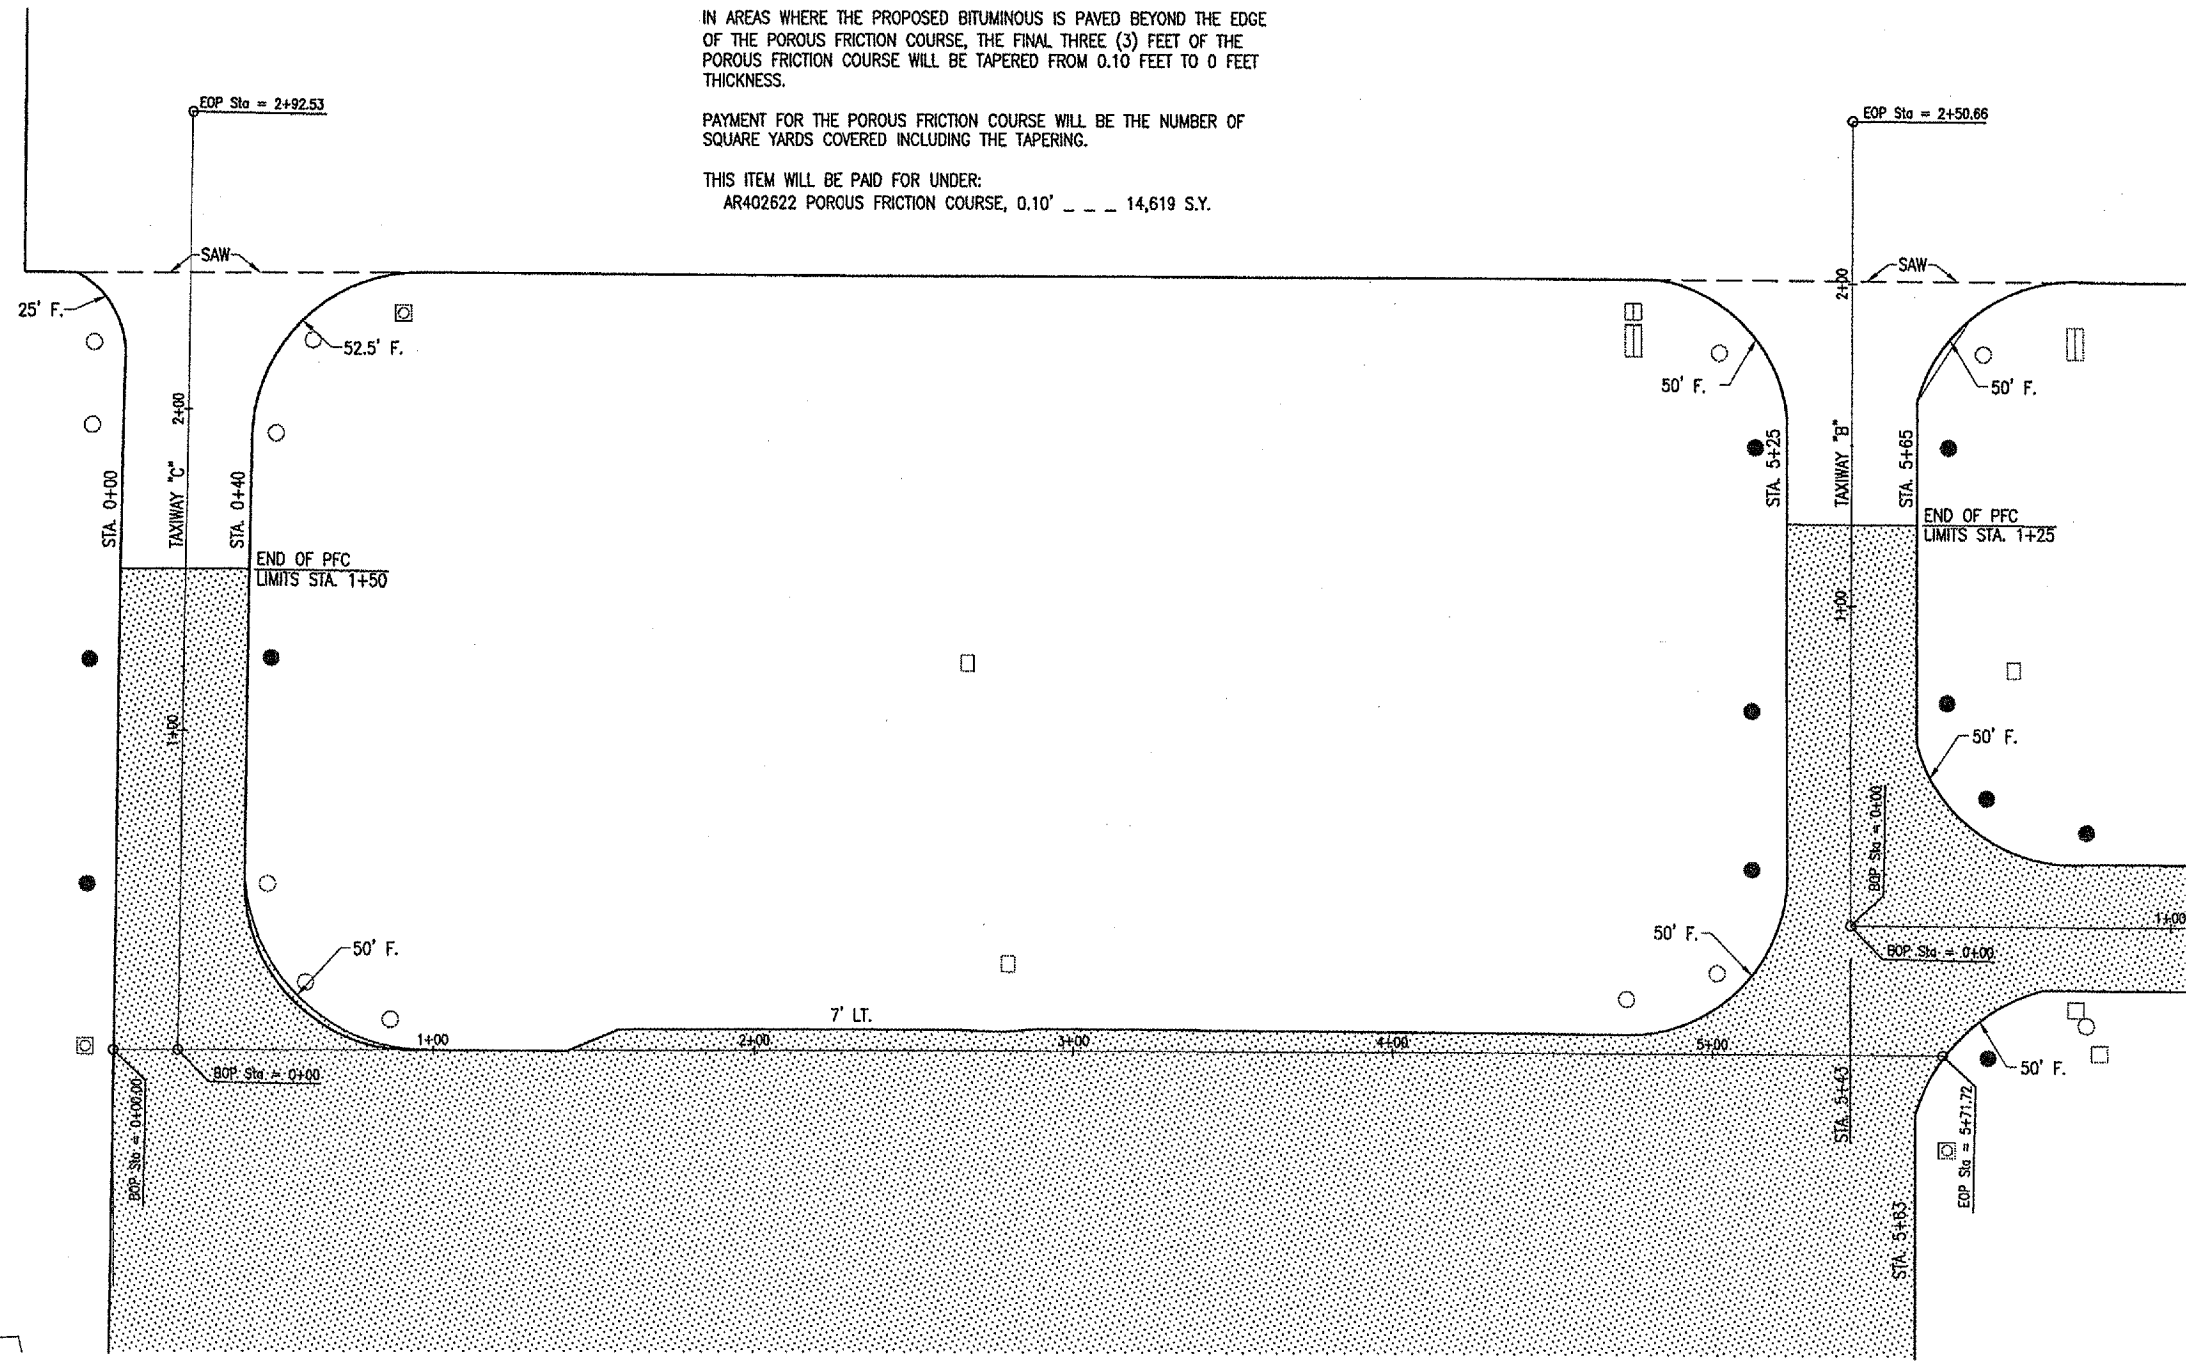 IN AREAS WHERE THE PROPOSED BITUMINOUS IS PAVED BEYOND THE EDGE
OF THE POROUS FRICTION COURSE, THE FINAL THREE (3) FEET OF THE
POROUS FRICTION COURSE WILL BE TAPERED FROM 0.10 FEET TO 0 FEET
THICKNESS.
PAYMENT FOR THE POROUS FRICTION COURSE WILL BE THE NUMBER OF
SQUARE YARDS COVERED INCLUDING THE TAPERING.
THIS ITEM WILL BE PAID FOR UNDER:
AR402622 POROUS FRICTION COURSE, 0.10' _ _ _ 14,619 S.Y.
EOP Sta = 2+92.53
EOP Sta = 2+50.66
SAW
SAW
25' F.
52.5' F.
50' F.
50' F.
2+00
2+00
STA. 0+00
TAXIWAY "C"
STA. 0+40
STA. 5+25
TAXIWAY "B"
STA. 5+65
END OF PFC
LIMITS STA. 1+50
END OF PFC
LIMITS STA. 1+25
1+00
1+00
50' F.
BOP Sta = 0+00
50' F.
50' F.
1+00
BOP Sta = 0+00
7' LT.
1+00
2+00
3+00
4+00
5+00
BOP Sta = 0+00
BOP Sta = 0+00.00
50' F.
STA. 5+43
EOP Sta = 5+71.72
STA. 5+63